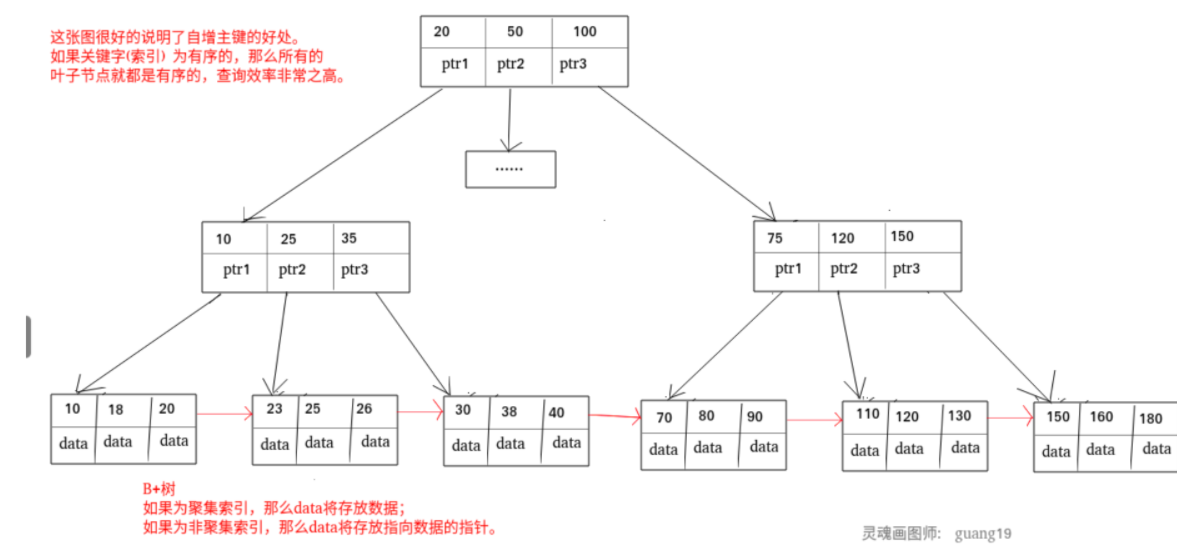 这张图很好的说明了自增主键的好处。
如果关键字(索引) 为有序的，那么所有的
叶子节点就都是有序的，查询效率非常之高。
20 50 100
ptr1 ptr2 ptr3
······
10 25 35
ptr1 ptr2 ptr3
75 120 150
ptr1 ptr2 ptr3
10 18 20
data data data
23 25 26
data data data
30 38 40
data data data
70 80 90
data data data
110 120 130
data data data
150 160 180
data data data
B+树
如果为聚集索引，那么data将存放数据；
如果为非聚集索引，那么data将存放指向数据的指针。
灵魂画图师： guang19